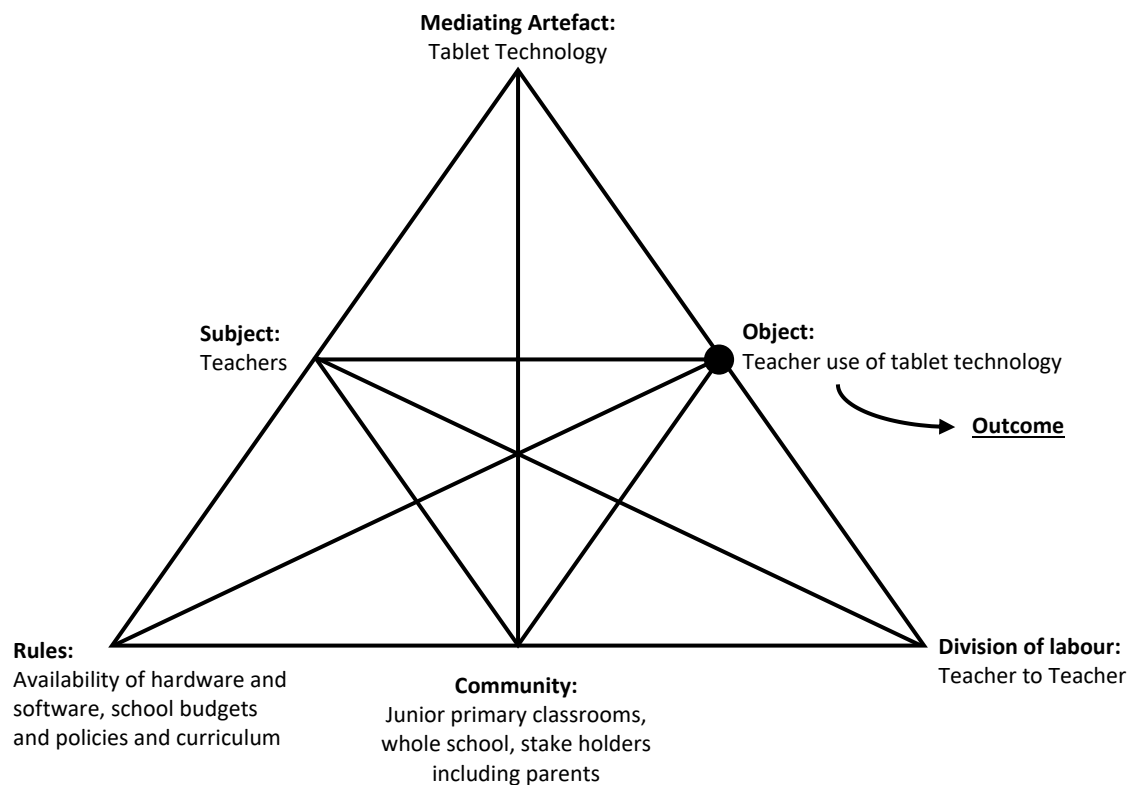 Mediating Artefact:
Tablet Technology
Subject:
Teachers
Object:
Teacher use of tablet technology
Outcome
Rules:
Availability of hardware and
software, school budgets
and policies and curriculum
Community:
Junior primary classrooms,
whole school, stake holders
including parents
Division of labour:
Teacher to Teacher